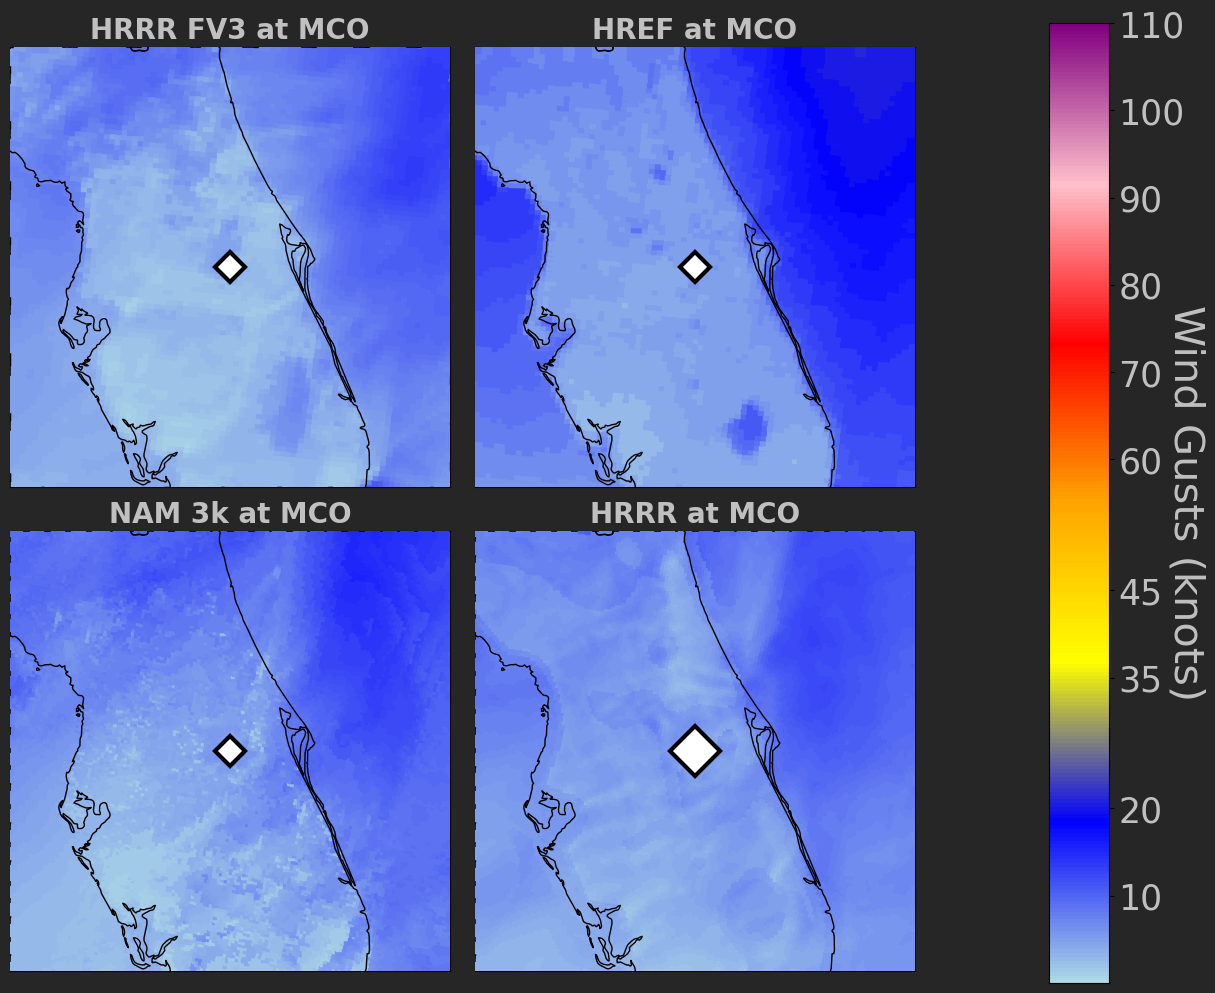 HRRR FV3 at MCO
HREF at MCO
NAM 3k at MCO
HRRR at MCO
110
100
90
80
70
60
45
35
20
10
Wind Gusts (knots)